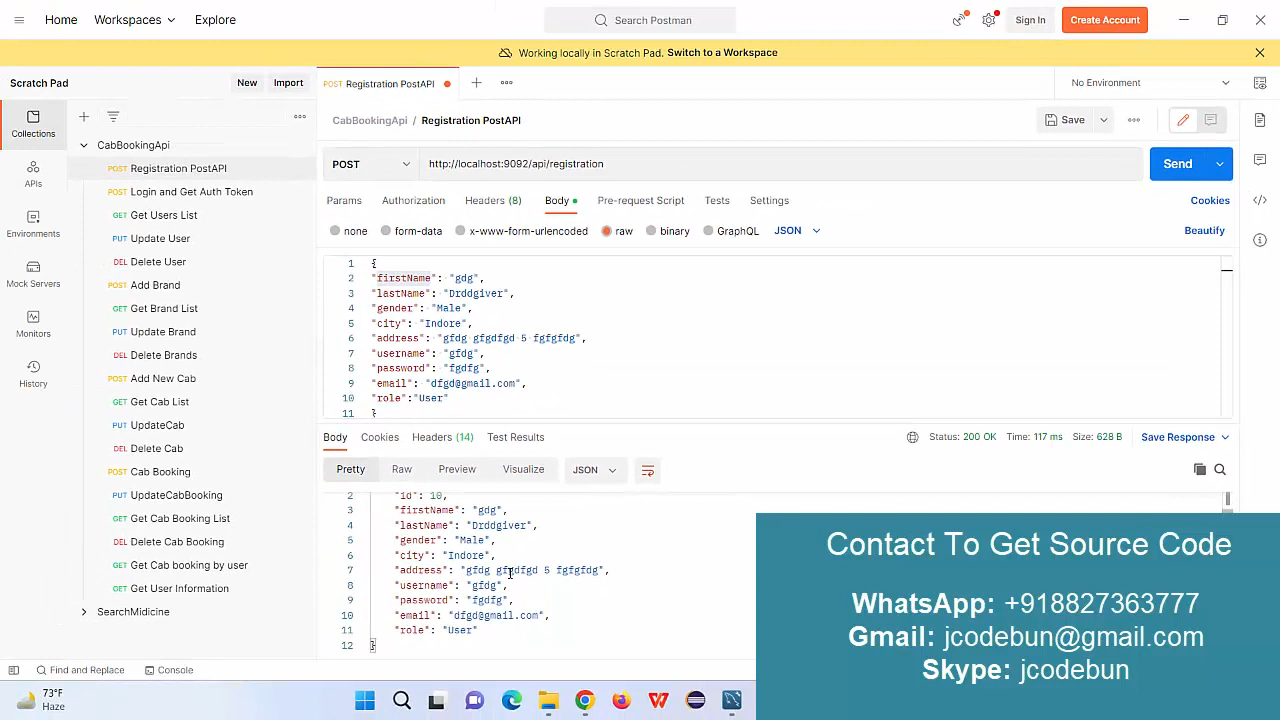 Home Workspaces Explore Search Postman Sign In Create Account
Working locally in Scratch Pad. Switch to a Workspace
Scratch Pad New Import POST Registration PostAPI No Environment
Collections
APIs
Environments
Mock Servers
Monitors
History
CabBookingApi
POST Registration PostAPI
POST Login and Get Auth Token
GET Get Users List
PUT Update User
DEL Delete User
POST Add Brand
GET Get Brand List
PUT Update Brand
DEL Delete Brands
POST Add New Cab
GET Get Cab List
PUT UpdateCab
DEL Delete Cab
POST Cab Booking
PUT UpdateCabBooking
GET Get Cab Booking List
DEL Delete Cab Booking
GET Get Cab booking by user
GET Get User Information
SearchMidicine
CabBookingApi / Registration PostAPI Save
POST http://localhost:9092/api/registration Send
Params Authorization Headers (8) Body Pre-request Script Tests Settings Cookies
none form-data x-www-form-urlencoded raw binary GraphQL JSON Beautify
1 {
2 "firstName": "gdg",
3 "lastName": "Drddgiver",
4 "gender": "Male",
5 "city": "Indore",
6 "address": "gfdg gfgdfgd 5 fgfgfdg",
7 "username": "gfdg",
8 "password": "fgdfg",
9 "email": "dfgd@gmail.com",
10 "role":"User"
11 }
Body Cookies Headers (14) Test Results Status: 200 OK Time: 117 ms Size: 628 B Save Response
Pretty Raw Preview Visualize JSON
2 "id": 10,
3 "firstName": "gdg",
4 "lastName": "Drddgiver",
5 "gender": "Male",
6 "city": "Indore",
7 "address": "gfdg gfgdfgd 5 fgfgfdg",
8 "username": "gfdg",
9 "password": "fgdfg",
10 "email": "dfgd@gmail.com",
11 "role": "User"
12 }
Contact To Get Source Code
WhatsApp: +918827363777
Gmail: jcodebun@gmail.com
Skype: jcodebun
Find and Replace Console
73°F
Haze